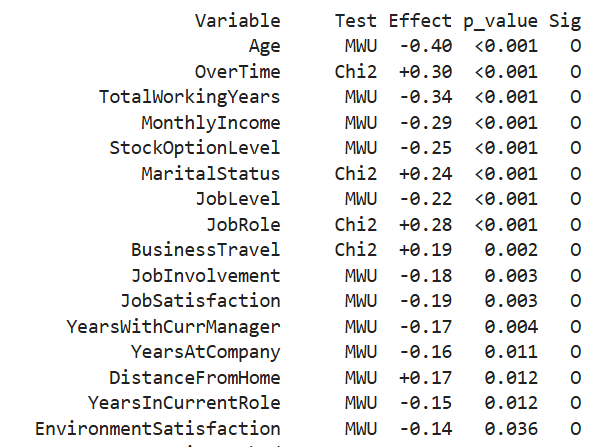 Variable Test Effect p_value Sig
Age MWU -0.40 <0.001 O
OverTime Chi2 +0.30 <0.001 O
TotalWorkingYears MWU -0.34 <0.001 O
MonthlyIncome MWU -0.29 <0.001 O
StockOptionLevel MWU -0.25 <0.001 O
MaritalStatus Chi2 +0.24 <0.001 O
JobLevel MWU -0.22 <0.001 O
JobRole Chi2 +0.28 <0.001 O
BusinessTravel Chi2 +0.19 0.002 O
JobInvolvement MWU -0.18 0.003 O
JobSatisfaction MWU -0.19 0.003 O
YearsWithCurrManager MWU -0.17 0.004 O
YearsAtCompany MWU -0.16 0.011 O
DistanceFromHome MWU +0.17 0.012 O
YearsInCurrentRole MWU -0.15 0.012 O
EnvironmentSatisfaction MWU -0.14 0.036 O